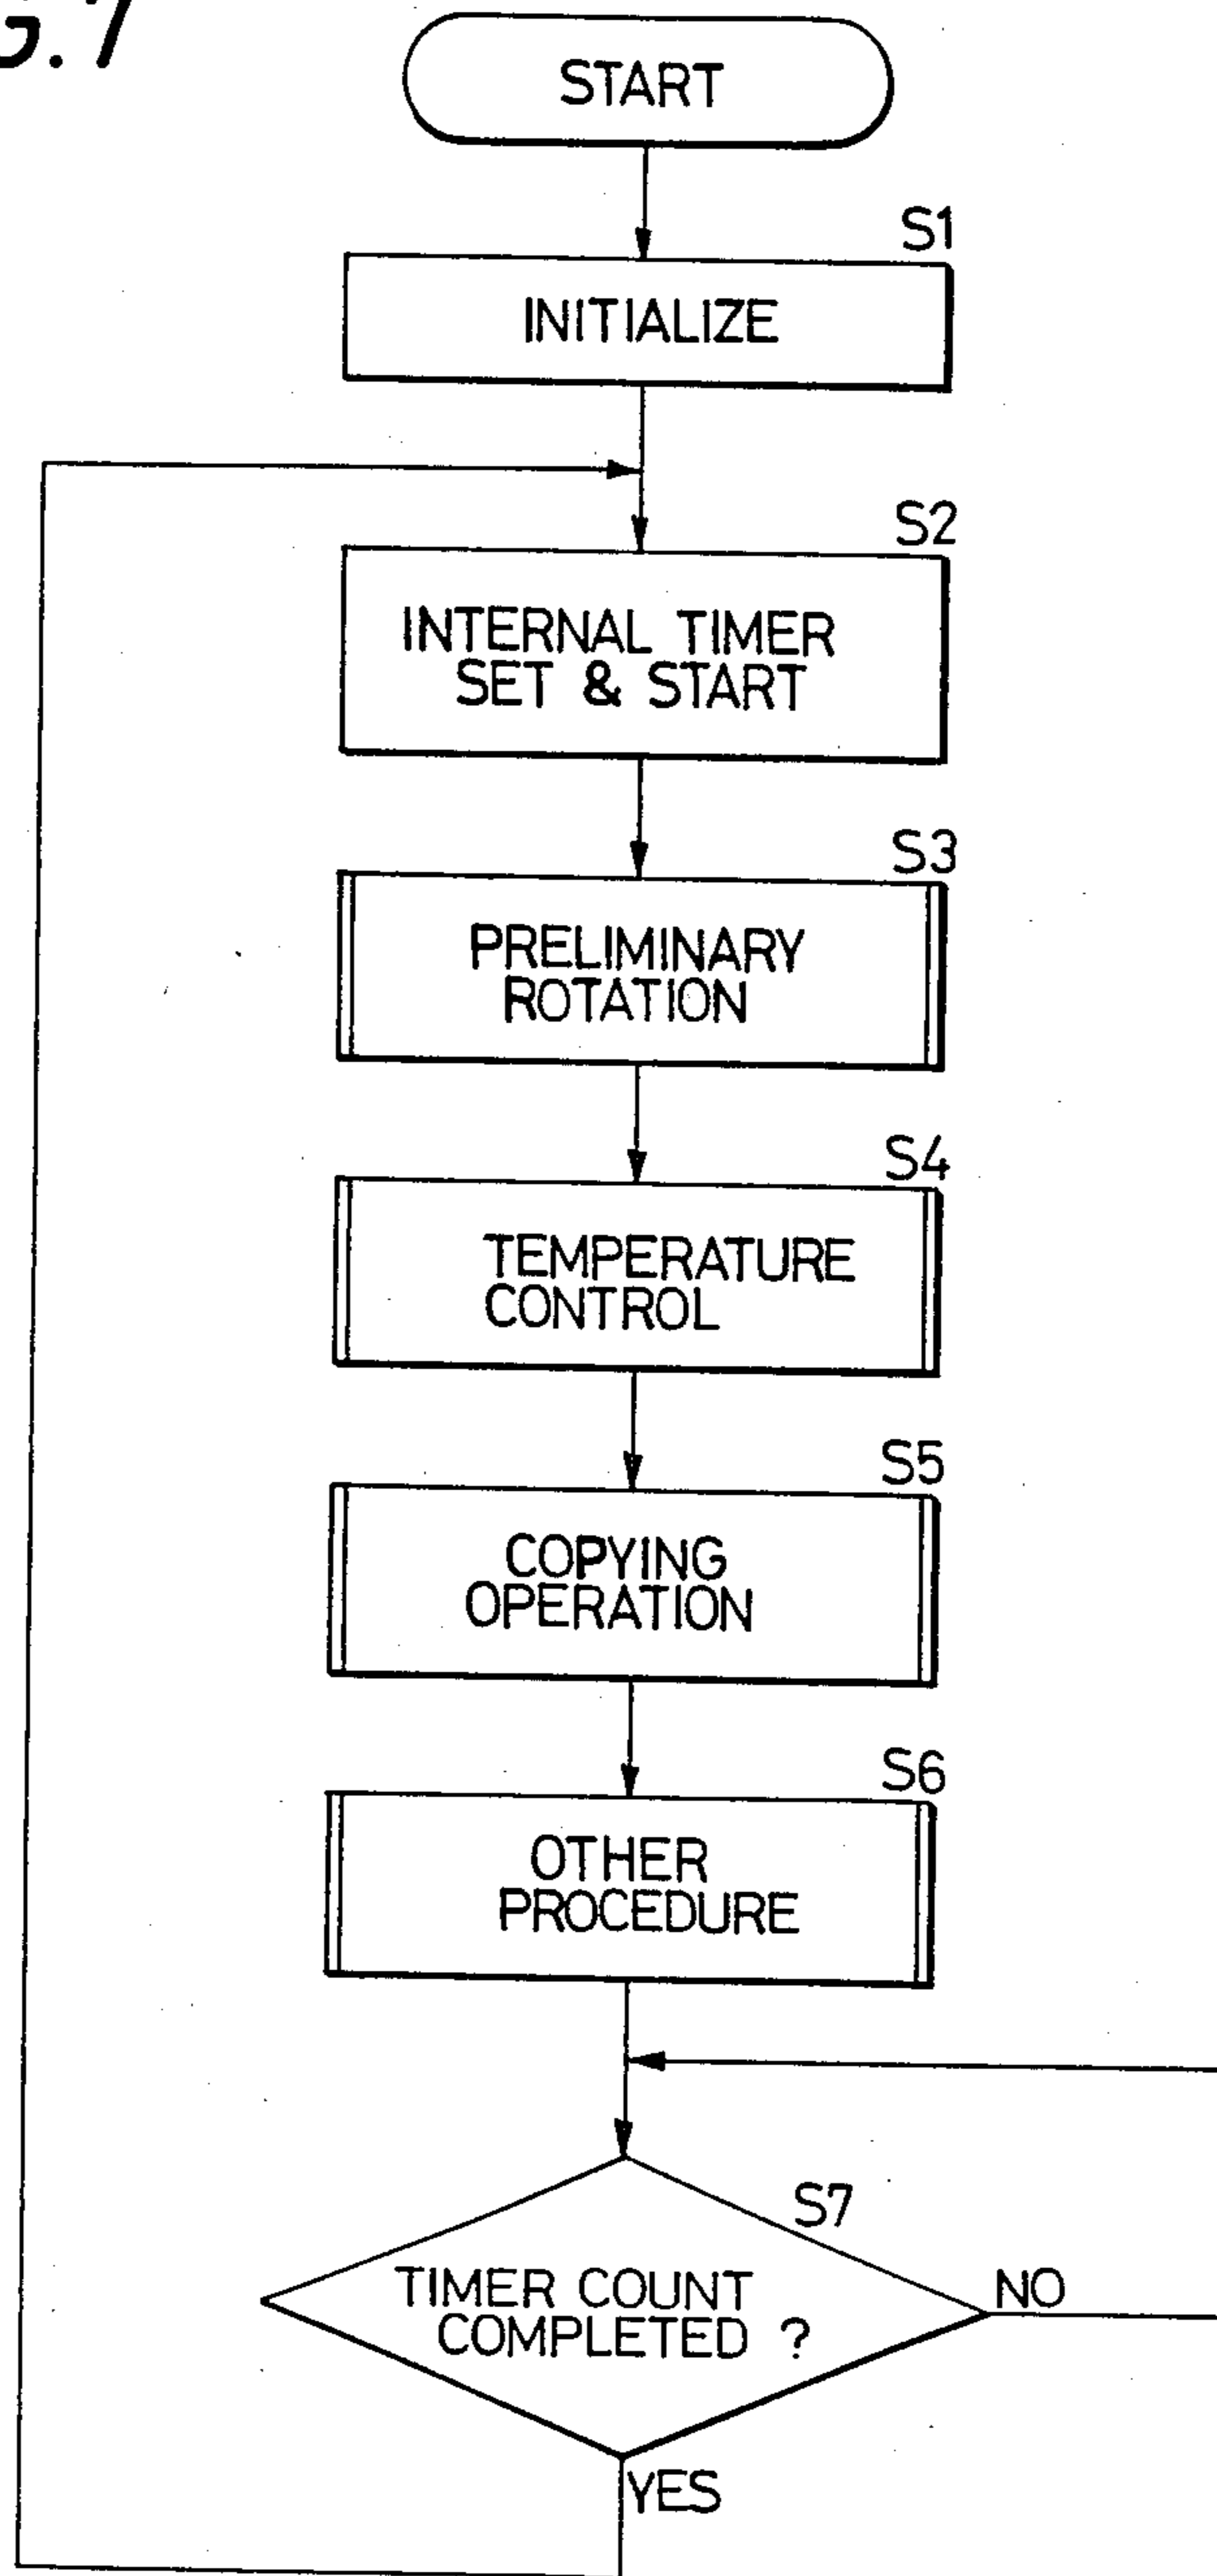 G.7
START
S1
INITIALIZE
S2
INTERNAL TIMER
SET & START
S3
PRELIMINARY
ROTATION
S4
TEMPERATURE
CONTROL
S5
COPYING
OPERATION
S6
OTHER
PROCEDURE
S7
TIMER COUNT
COMPLETED ?
NO
YES